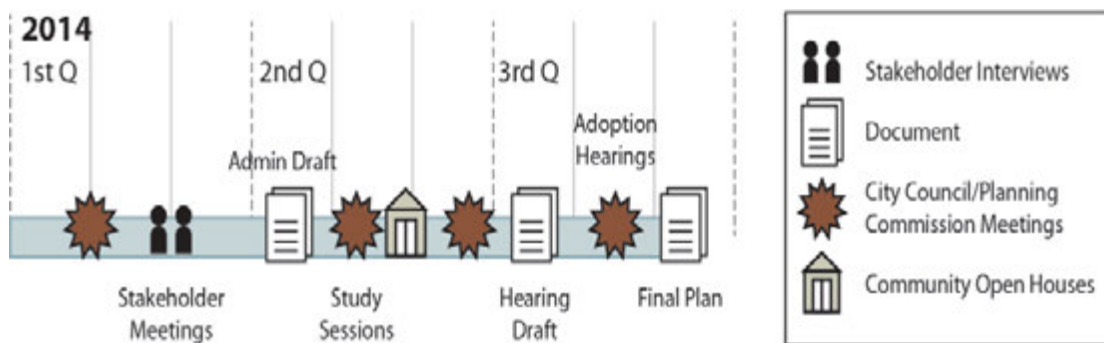 2014
1st Q
2nd Q
3rd Q
Admin Draft
Adoption
Hearings
Stakeholder
Meetings
Study
Sessions
Hearing
Draft
Final Plan
Stakeholder Interviews
Document
City Council/Planning
Commission Meetings
Community Open Houses